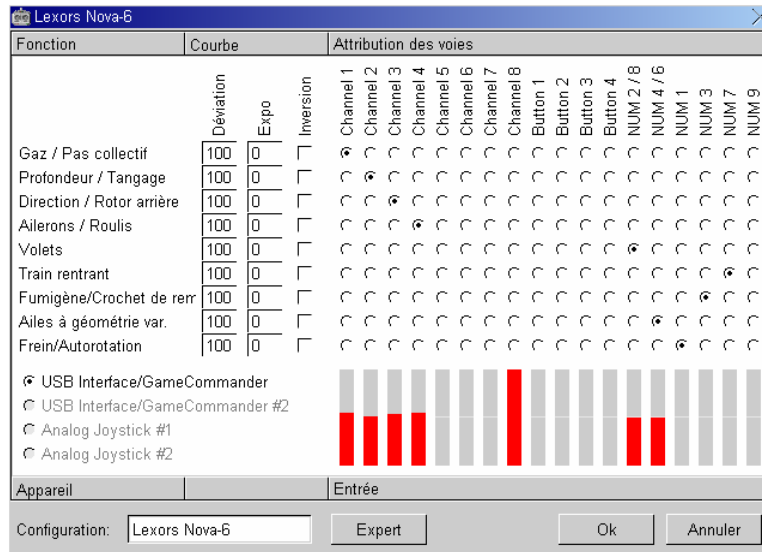 Lexors Nova-6
Fonction Courbe Attribution des voies
Déviation Expo Inversion Channel 1 Channel 2 Channel 3 Channel 4 Channel 5 Channel 6 Channel 7 Channel 8 Button 1 Button 2 Button 3 Button 4 NUM 2 / 8 NUM 4 / 6 NUM 1 NUM 3 NUM 7 NUM 9
Gaz / Pas collectif 100 0
Profondeur / Tangage 100 0
Direction / Rotor arrière 100 0
Ailerons / Roulis 100 0
Volets 100 0
Train rentrant 100 0
Fumigène/Crochet de rem 100 0
Ailes à géométrie var. 100 0
Frein/Autorotation 100 0
USB Interface/GameCommander
USB Interface/GameCommander #2
Analog Joystick #1
Analog Joystick #2
Appareil Entrée
Configuration: Lexors Nova-6 Expert Ok Annuler